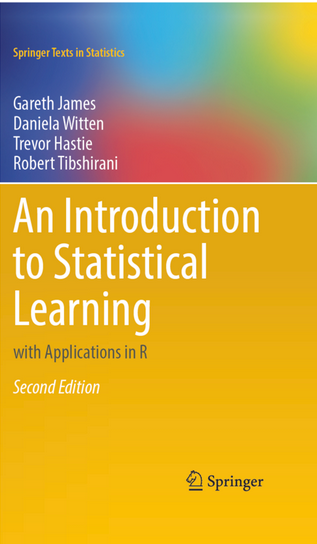 Springer Texts in Statistics
Gareth James
Daniela Witten
Trevor Hastie
Robert Tibshirani
An Introduction
to Statistical
Learning
with Applications in R
Second Edition
Springer